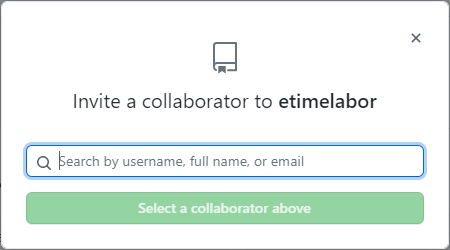 Invite a collaborator to etimelabor
Search by username, full name, or email
Select a collaborator above